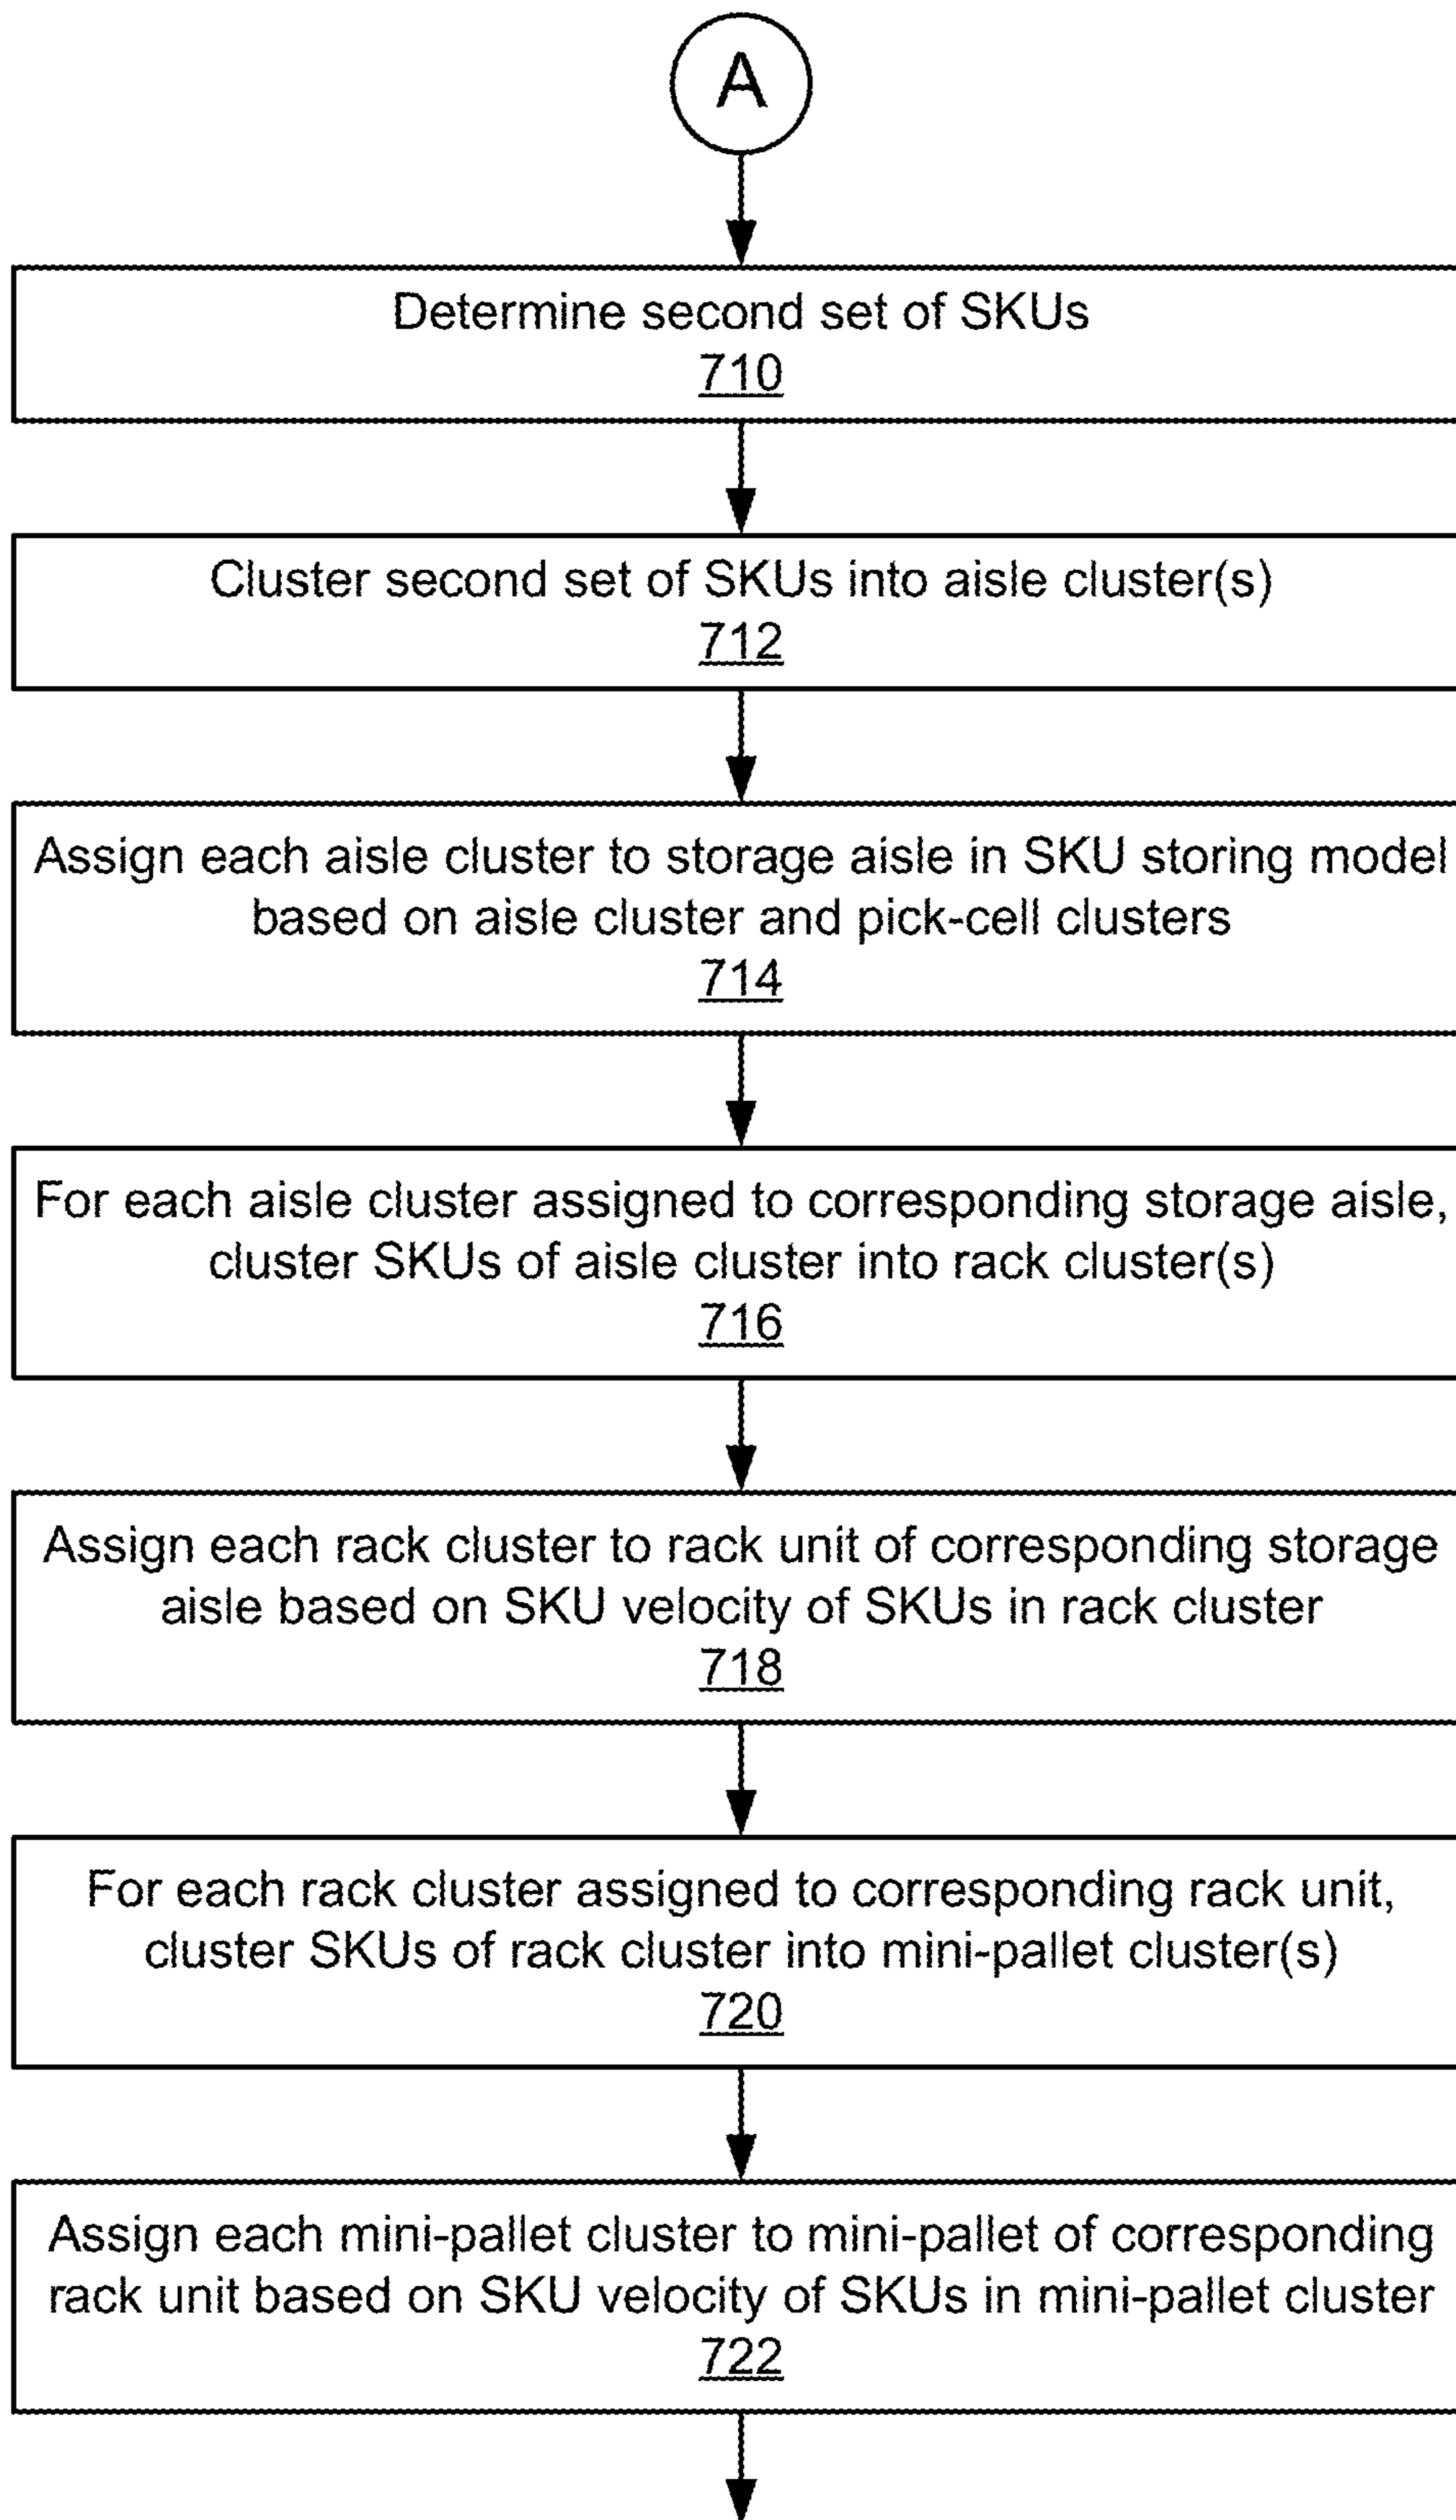 A
Determine second set of SKUs
710
Cluster second set of SKUs into aisle cluster(s)
712
Assign each aisle cluster to storage aisle in SKU storing model
based on aisle cluster and pick-cell clusters
714
For each aisle cluster assigned to corresponding storage aisle,
cluster SKUs of aisle cluster into rack cluster(s)
716
Assign each rack cluster to rack unit of corresponding storage
aisle based on SKU velocity of SKUs in rack cluster
718
For each rack cluster assigned to corresponding rack unit,
cluster SKUs of rack cluster into mini-pallet cluster(s)
720
Assign each mini-pallet cluster to mini-pallet of corresponding
rack unit based on SKU velocity of SKUs in mini-pallet cluster
722